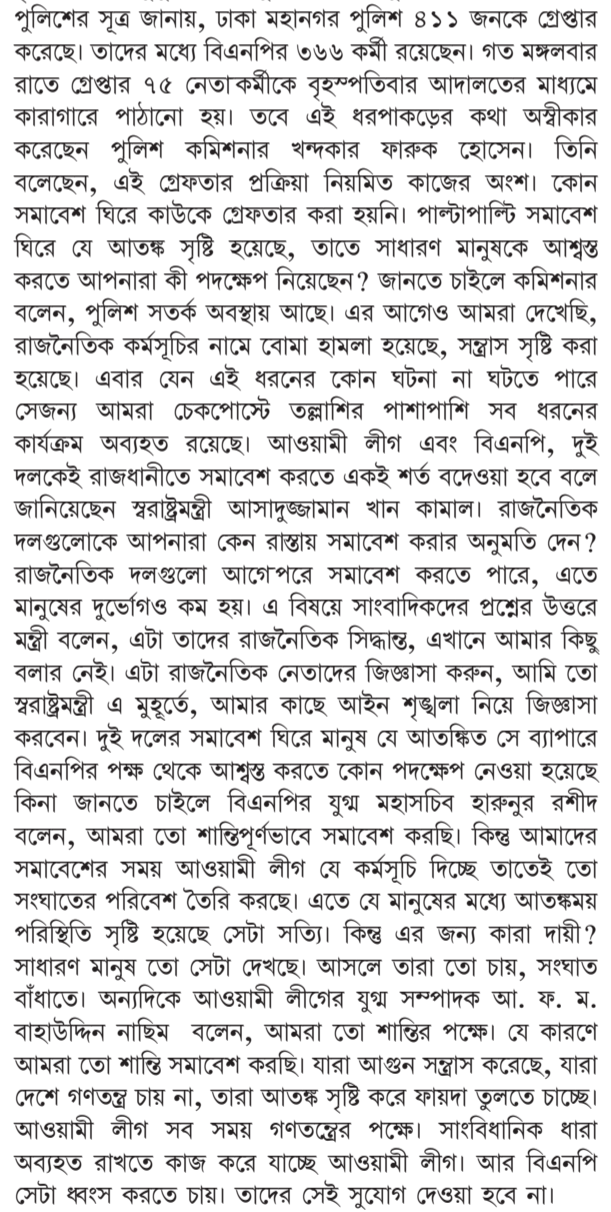 পুলিশের সূত্র জানায়, ঢাকা মহানগর পুলিশ ৪১১ জনকে গ্রেপ্তার
করেছে। তাদের মধ্যে বিএনপির ৩৬৬ কর্মী রয়েছেন। গত মঙ্গলবার
রাতে গ্রেপ্তার ৭৫ নেতাকর্মীকে বৃহস্পতিবার আদালতের মাধ্যমে
কারাগারে পাঠানো হয়। তবে এই ধরপাকড়ের কথা অস্বীকার
করেছেন পুলিশ কমিশনার খন্দকার ফারুক হোসেন। তিনি
বলেছেন, এই গ্রেফতার প্রক্রিয়া নিয়মিত কাজের অংশ। কোন
সমাবেশ ঘিরে কাউকে গ্রেফতার করা হয়নি। পাল্টাপাল্টি সমাবেশ
ঘিরে যে আতঙ্ক সৃষ্টি হয়েছে, তাতে সাধারণ মানুষকে আশ্বস্ত
করতে আপনারা কী পদক্ষেপ নিয়েছেন? জানতে চাইলে কমিশনার
বলেন, পুলিশ সতর্ক অবস্থায় আছে। এর আগেও আমরা দেখেছি,
রাজনৈতিক কর্মসূচির নামে বোমা হামলা হয়েছে, সন্ত্রাস সৃষ্টি করা
হয়েছে। এবার যেন এই ধরনের কোন ঘটনা না ঘটতে পারে
সেজন্য আমরা চেকপোস্টে তল্লাশির পাশাপাশি সব ধরনের
কার্যক্রম অব্যহত রয়েছে। আওয়ামী লীগ এবং বিএনপি, দুই
দলকেই রাজধানীতে সমাবেশ করতে একই শর্ত বদেওয়া হবে বলে
জানিয়েছেন স্বরাষ্ট্রমন্ত্রী আসাদুজ্জামান খান কামাল। রাজনৈতিক
দলগুলোকে আপনারা কেন রাস্তায় সমাবেশ করার অনুমতি দেন?
রাজনৈতিক দলগুলো আগেপরে সমাবেশ করতে পারে, এতে
মানুষের দুর্ভোগও কম হয়। এ বিষয়ে সাংবাদিকদের প্রশ্নের উত্তরে
মন্ত্রী বলেন, এটা তাদের রাজনৈতিক সিদ্ধান্ত, এখানে আমার কিছু
বলার নেই। এটা রাজনৈতিক নেতাদের জিজ্ঞাসা করুন, আমি তো
স্বরাষ্ট্রমন্ত্রী এ মুহূর্তে, আমার কাছে আইন শৃঙ্খলা নিয়ে জিজ্ঞাসা
করবেন। দুই দলের সমাবেশ ঘিরে মানুষ যে আতঙ্কিত সে ব্যাপারে
বিএনপির পক্ষ থেকে আশ্বস্ত করতে কোন পদক্ষেপ নেওয়া হয়েছে
কিনা জানতে চাইলে বিএনপির যুগ্ম মহাসচিব হারুনুর রশীদ
বলেন, আমরা তো শান্তিপূর্ণভাবে সমাবেশ করছি। কিন্তু আমাদের
সমাবেশের সময় আওয়ামী লীগ যে কর্মসূচি দিচ্ছে তাতেই তো
সংঘাতের পরিবেশ তৈরি করছে। এতে যে মানুষের মধ্যে আতঙ্কময়
পরিস্থিতি সৃষ্টি হয়েছে সেটা সত্যি। কিন্তু এর জন্য কারা দায়ী?
সাধারণ মানুষ তো সেটা দেখছে। আসলে তারা তো চায়, সংঘাত
বাঁধাতে। অন্যদিকে আওয়ামী লীগের যুগ্ম সম্পাদক আ. ফ. ম.
বাহাউদ্দিন নাছিম বলেন, আমরা তো শান্তির পক্ষে। যে কারণে
আমরা তো শান্তি সমাবেশ করছি। যারা আগুন সন্ত্রাস করেছে, যারা
দেশে গণতন্ত্র চায় না, তারা আতঙ্ক সৃষ্টি করে ফায়দা তুলতে চাচ্ছে।
আওয়ামী লীগ সব সময় গণতন্ত্রের পক্ষে। সাংবিধানিক ধারা
অব্যহত রাখতে কাজ করে যাচ্ছে আওয়ামী লীগ। আর বিএনপি
সেটা ধ্বংস করতে চায়। তাদের সেই সুযোগ দেওয়া হবে না।